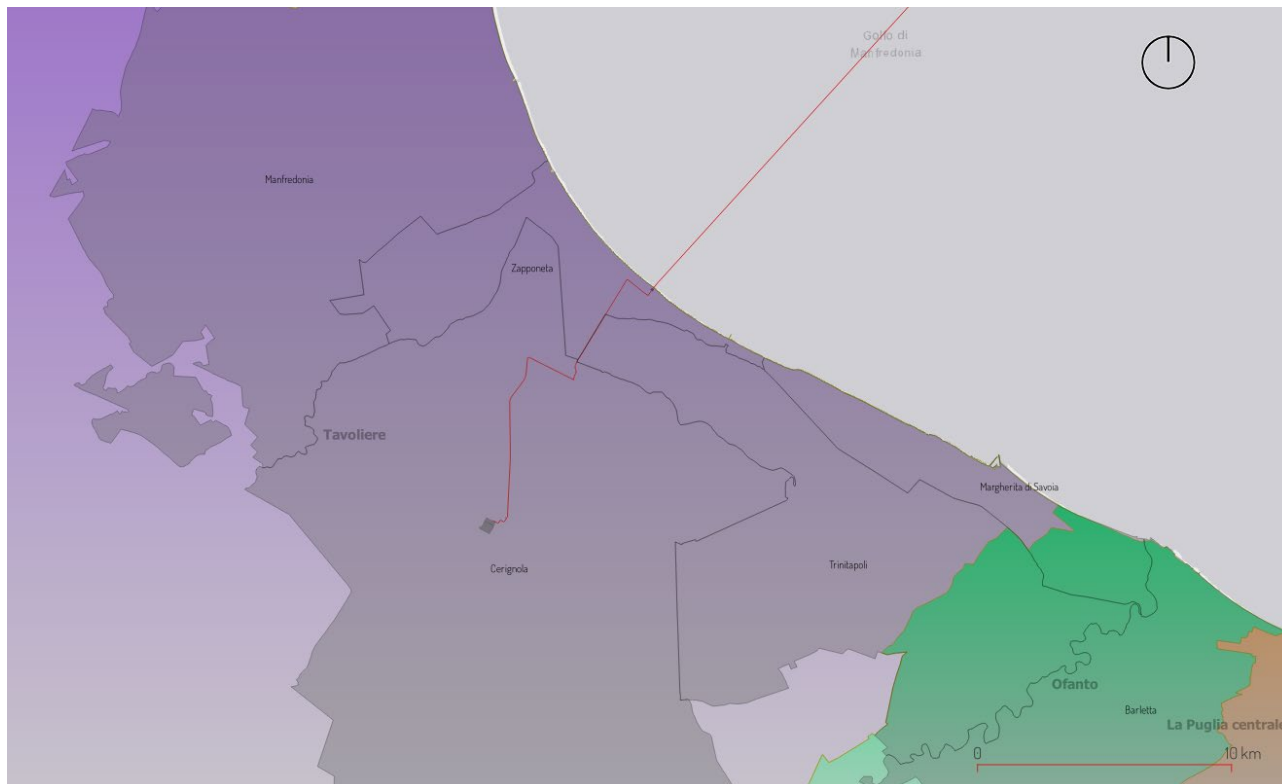 Golfo di
Manfredonia
Manfredonia
Zapponeta
Tavoliere
Margherita di Savoia
Cerignola
Trinitapoli
Ofanto
Barletta
La Puglia centrale
0 10 km